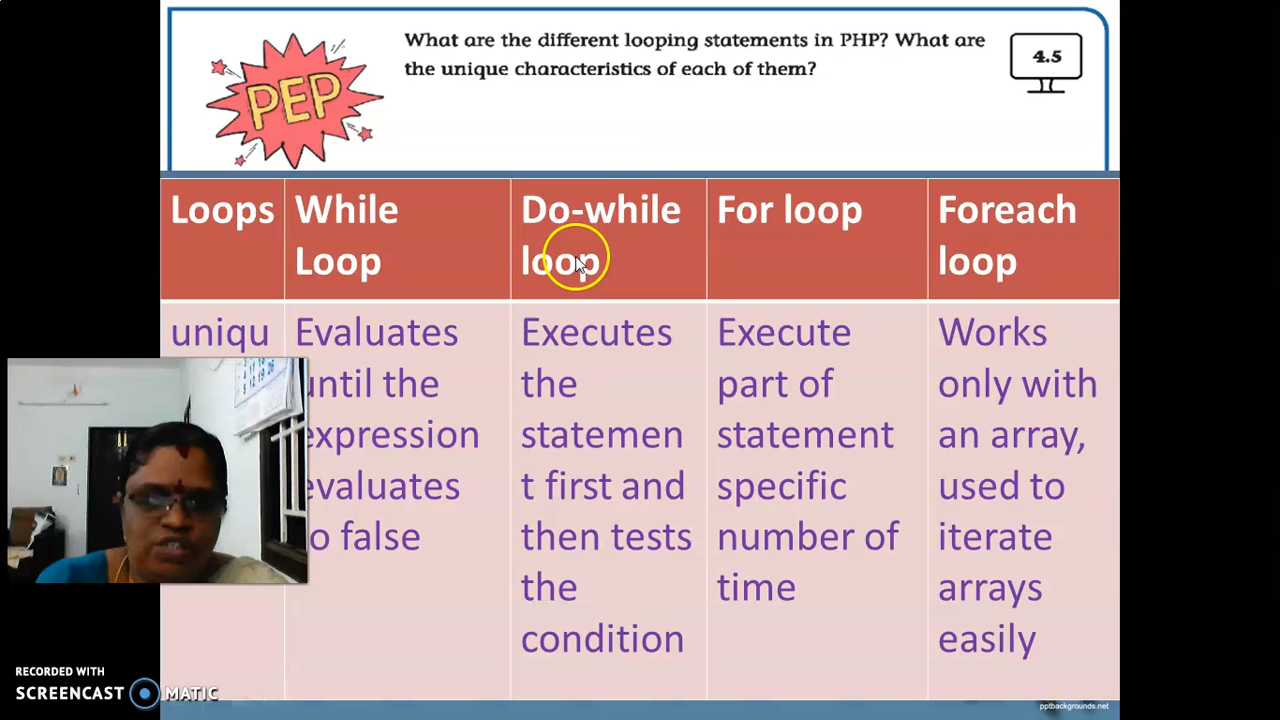 What are the different looping statements in PHP? What are
the unique characteristics of each of them?
4.5
PEP
Loops
While
Loop
Do-while
loop
For loop
Foreach
loop
uniqu
Evaluates
until the
expression
evaluates
o false
Executes
the
statemen
t first and
then tests
the
condition
Execute
part of
statement
specific
number of
time
Works
only with
an array,
used to
iterate
arrays
easily
RECORDED WITH
SCREENCAST MATIC
pptbackgrounds.net